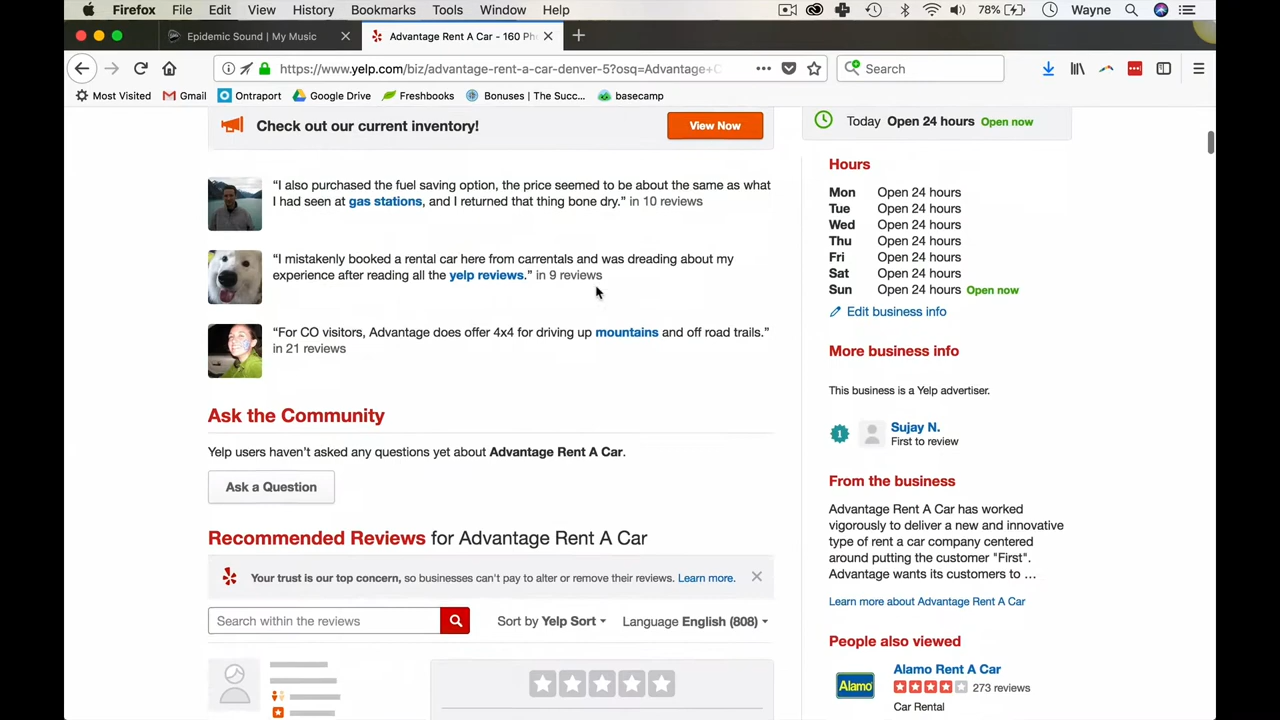 Firefox File Edit View History Bookmarks Tools Window Help 78% Wayne
Epidemic Sound | My Music
Advantage Rent A Car - 160 Ph
https://www.yelp.com/biz/advantage-rent-a-car-denver-5?osq=Advantage+C
Search
Most Visited Gmail Ontraport Google Drive Freshbooks Bonuses | The Succ... basecamp
Check out our current inventory!
View Now
“I also purchased the fuel saving option, the price seemed to be about the same as what
I had seen at gas stations, and I returned that thing bone dry.” in 10 reviews
“I mistakenly booked a rental car here from carrentals and was dreading about my
experience after reading all the yelp reviews.” in 9 reviews
“For CO visitors, Advantage does offer 4x4 for driving up mountains and off road trails.”
in 21 reviews
Ask the Community
Yelp users haven’t asked any questions yet about Advantage Rent A Car.
Ask a Question
Recommended Reviews for Advantage Rent A Car
Your trust is our top concern, so businesses can't pay to alter or remove their reviews. Learn more.
Search within the reviews
Sort by Yelp Sort
Language English (808)
Today Open 24 hours Open now
Hours
Mon Open 24 hours
Tue Open 24 hours
Wed Open 24 hours
Thu Open 24 hours
Fri Open 24 hours
Sat Open 24 hours
Sun Open 24 hours Open now
Edit business info
More business info
This business is a Yelp advertiser.
1
Sujay N.
First to review
From the business
Advantage Rent A Car has worked
vigorously to deliver a new and innovative
type of rent a car company centered
around putting the customer "First".
Advantage wants its customers to …
Learn more about Advantage Rent A Car
People also viewed
Alamo
Alamo Rent A Car
273 reviews
Car Rental